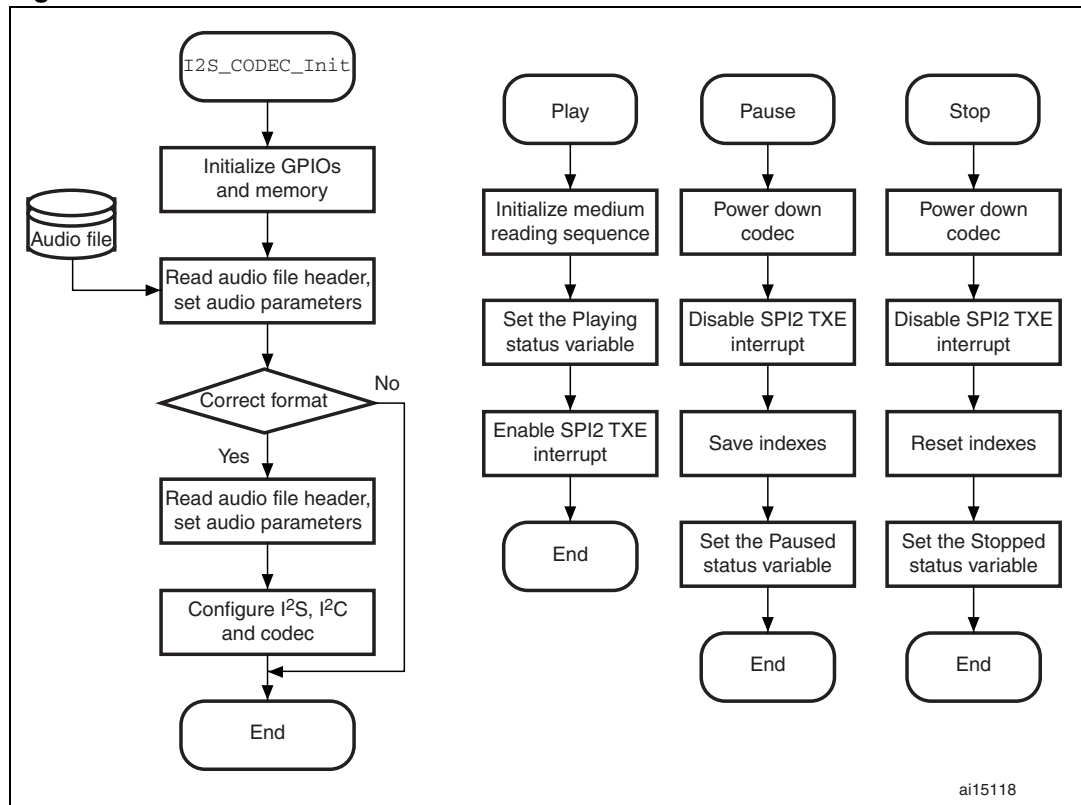 I2S_CODEC_Init
Initialize GPIOs
and memory
Audio file
Read audio file header,
set audio parameters
Correct format
No
Yes
Read audio file header,
set audio parameters
Configure I²S, I²C
and codec
End
Play
Initialize medium
reading sequence
Set the Playing
status variable
Enable SPI2 TXE
interrupt
End
Pause
Power down
codec
Disable SPI2 TXE
interrupt
Save indexes
Set the Paused
status variable
End
Stop
Power down
codec
Disable SPI2 TXE
interrupt
Reset indexes
Set the Stopped
status variable
End
ai15118